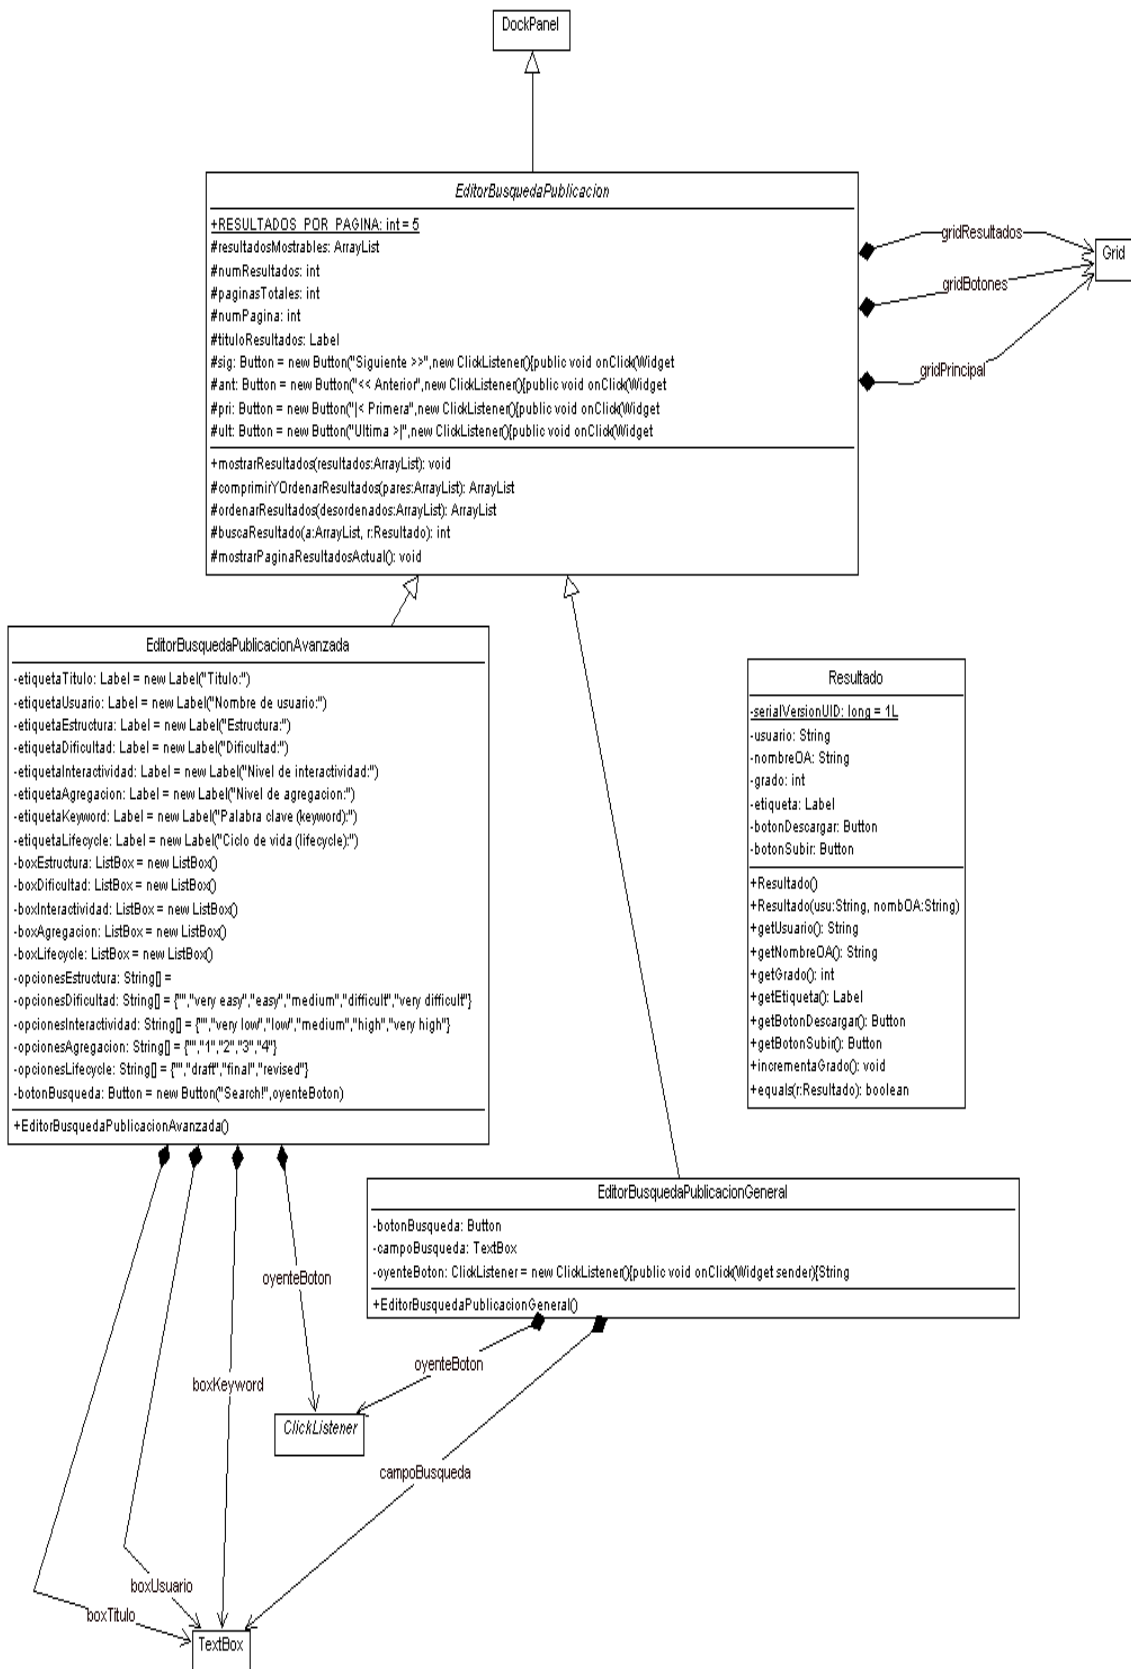 DockPanel
EditorBusquedaPublicacion
+RESULTADOS_POR_PAGINA: int = 5
#resultadosMostrables: ArrayList
#numResultados: int
#paginasTotales: int
#numPagina: int
#tituloResultados: Label
#sig: Button = new Button("Siguiente >>",new ClickListener(){public void onClick(Widget
#ant: Button = new Button("<< Anterior",new ClickListener(){public void onClick(Widget
#pri: Button = new Button("|< Primera",new ClickListener(){public void onClick(Widget
#ult: Button = new Button("Ultima >|",new ClickListener(){public void onClick(Widget
+mostrarResultados(resultados:ArrayList): void
#comprimirYOrdenarResultados(pares:ArrayList): ArrayList
#ordenarResultados(desordenados:ArrayList): ArrayList
#buscaResultado(a:ArrayList, r:Resultado): int
#mostrarPaginaResultadosActual(): void
gridResultados
Grid
gridBotones
gridPrincipal
EditorBusquedaPublicacionAvanzada
-etiquetaTitulo: Label = new Label("Titulo:")
-etiquetaUsuario: Label = new Label("Nombre de usuario:")
-etiquetaEstructura: Label = new Label("Estructura:")
-etiquetaDificultad: Label = new Label("Dificultad:")
-etiquetaInteractividad: Label = new Label("Nivel de interactividad:")
-etiquetaAgregacion: Label = new Label("Nivel de agregacion:")
-etiquetaKeyword: Label = new Label("Palabra clave (keyword):")
-etiquetaLifecycle: Label = new Label("Ciclo de vida (lifecycle):")
-boxEstructura: ListBox = new ListBox()
-boxDificultad: ListBox = new ListBox()
-boxInteractividad: ListBox = new ListBox()
-boxAgregacion: ListBox = new ListBox()
-boxLifecycle: ListBox = new ListBox()
-opcionesEstructura: String[] =
-opcionesDificultad: String[] = {"","very easy","easy","medium","difficult","very difficult"}
-opcionesInteractividad: String[] = {"","very low","low","medium","high","very high"}
-opcionesAgregacion: String[] = {"","1","2","3","4"}
-opcionesLifecycle: String[] = {"","draft","final","revised"}
-botonBusqueda: Button = new Button("Search!",oyenteBoton)
+EditorBusquedaPublicacionAvanzada()
Resultado
-serialVersionUID: long = 1L
-usuario: String
-nombreOA: String
-grado: int
-etiqueta: Label
-botonDescargar: Button
-botonSubir: Button
+Resultado()
+Resultado(usu:String, nombOA:String)
+getUsuario(): String
+getNombreOA(): String
+getGrado(): int
+getEtiqueta(): Label
+getBotonDescargar(): Button
+getBotonSubir(): Button
+incrementaGrado(): void
+equals(r:Resultado): boolean
EditorBusquedaPublicacionGeneral
-botonBusqueda: Button
-campoBusqueda: TextBox
-oyenteBoton: ClickListener = new ClickListener(){public void onClick(Widget sender){String
+EditorBusquedaPublicacionGeneral()
oyenteBoton
oyenteBoton
boxKeyword
ClickListener
campoBusqueda
boxUsuario
boxTitulo
TextBox